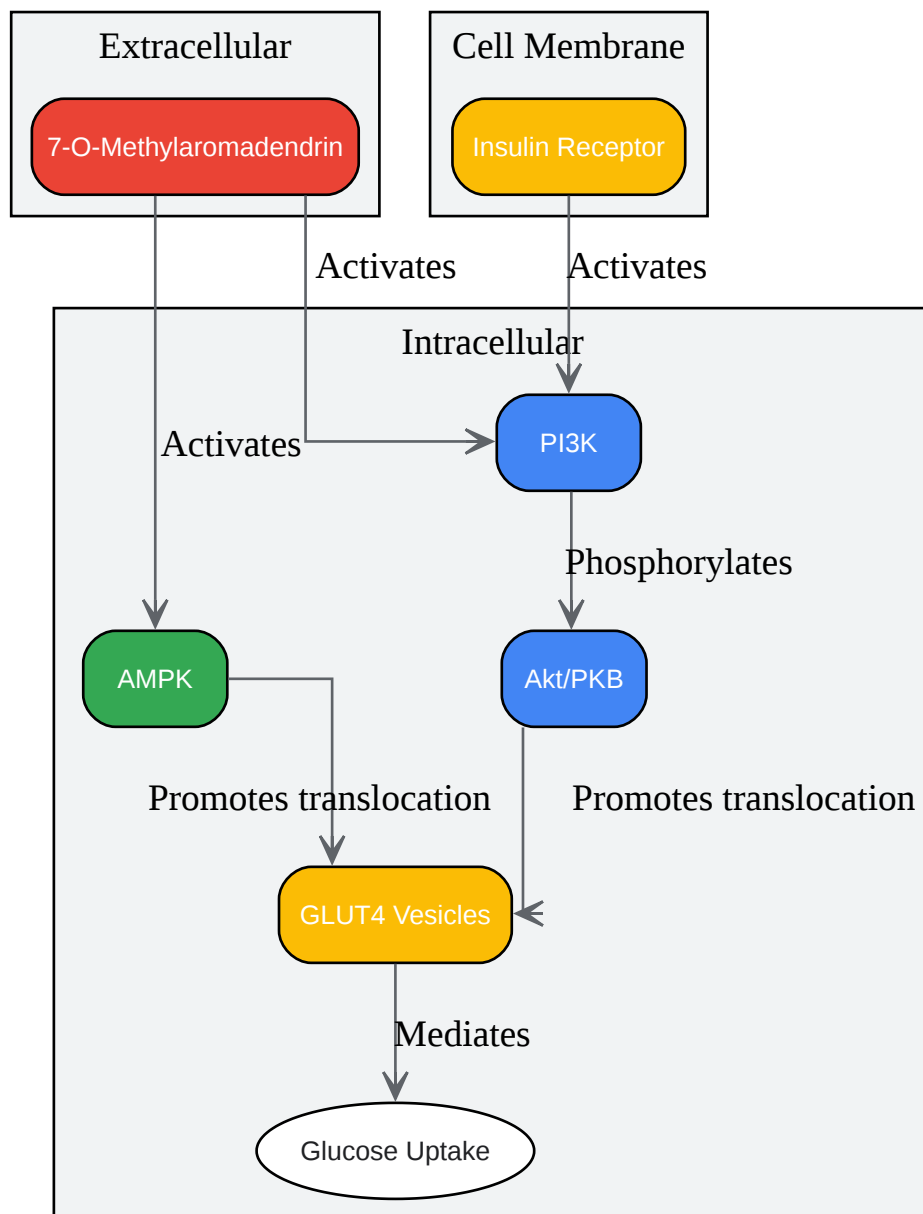 Extracellular
Cell Membrane
7-O-Methylaromadendrin
Insulin Receptor
Activates
Activates
Intracellular
Activates
PI3K
Phosphorylates
AMPK
Akt/PKB
Promotes translocation
Promotes translocation
GLUT4 Vesicles
Mediates
Glucose Uptake